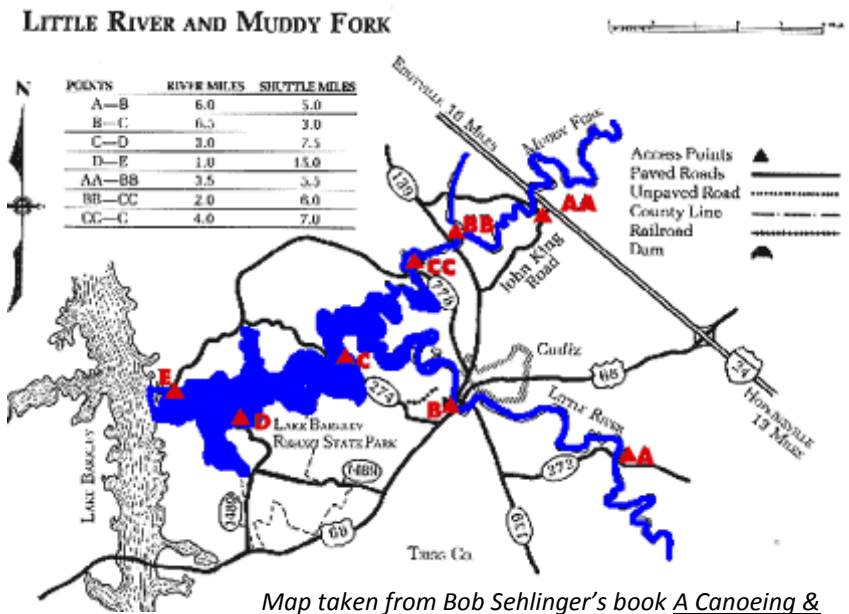 LITTLE RIVER AND MUDDY FORK
N
POINTS RIVER MILES SHUTTLE MILES
A—B 6.0 5.0
B—C 6.5 3.0
C—D 3.0 7.5
D—E 1.0 15.0
AA—BB 3.5 5.5
BB—CC 2.0 6.0
CC—C 4.0 7.0
16 MILES
MUDDY FORK
Access Points
Paved Roads
Unpaved Road
County Line
Railroad
Dam
139
AA
BB
John King
Road
CC
778
Cadiz
24
HOPKINSVILLE
13 MILES
68
E
C
274
B
LITTLE
RIVER
D
LAKE BARKLEY
STATE PARK
A
272
LAKE BARKLEY
1489
1489
68
139
TRIGG CO.
Map taken from Bob Sehlinger's book A Canoeing &